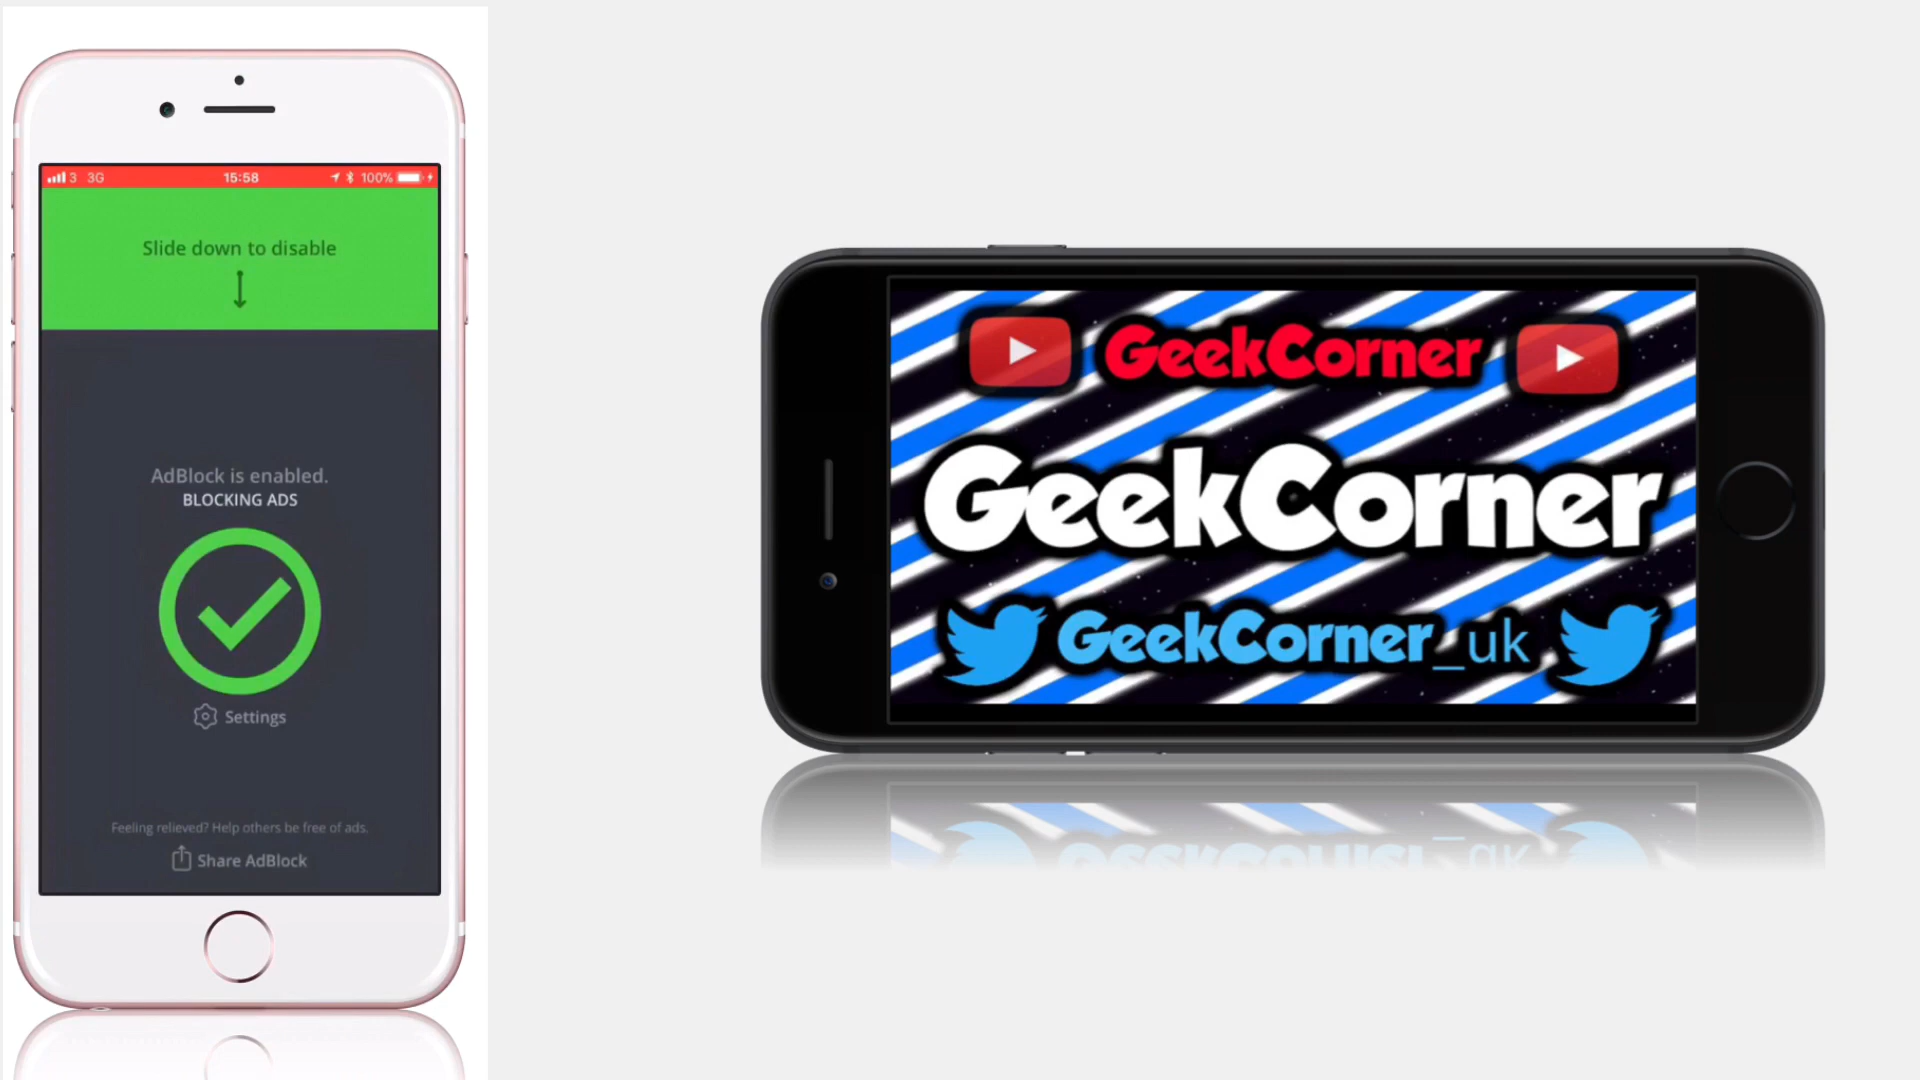 3 3G 15:58 100%
Slide down to disable
AdBlock is enabled.
BLOCKING ADS
Settings
Feeling relieved? Help others be free of ads.
Share AdBlock
GeekCorner
GeekCorner
GeekCorner_uk